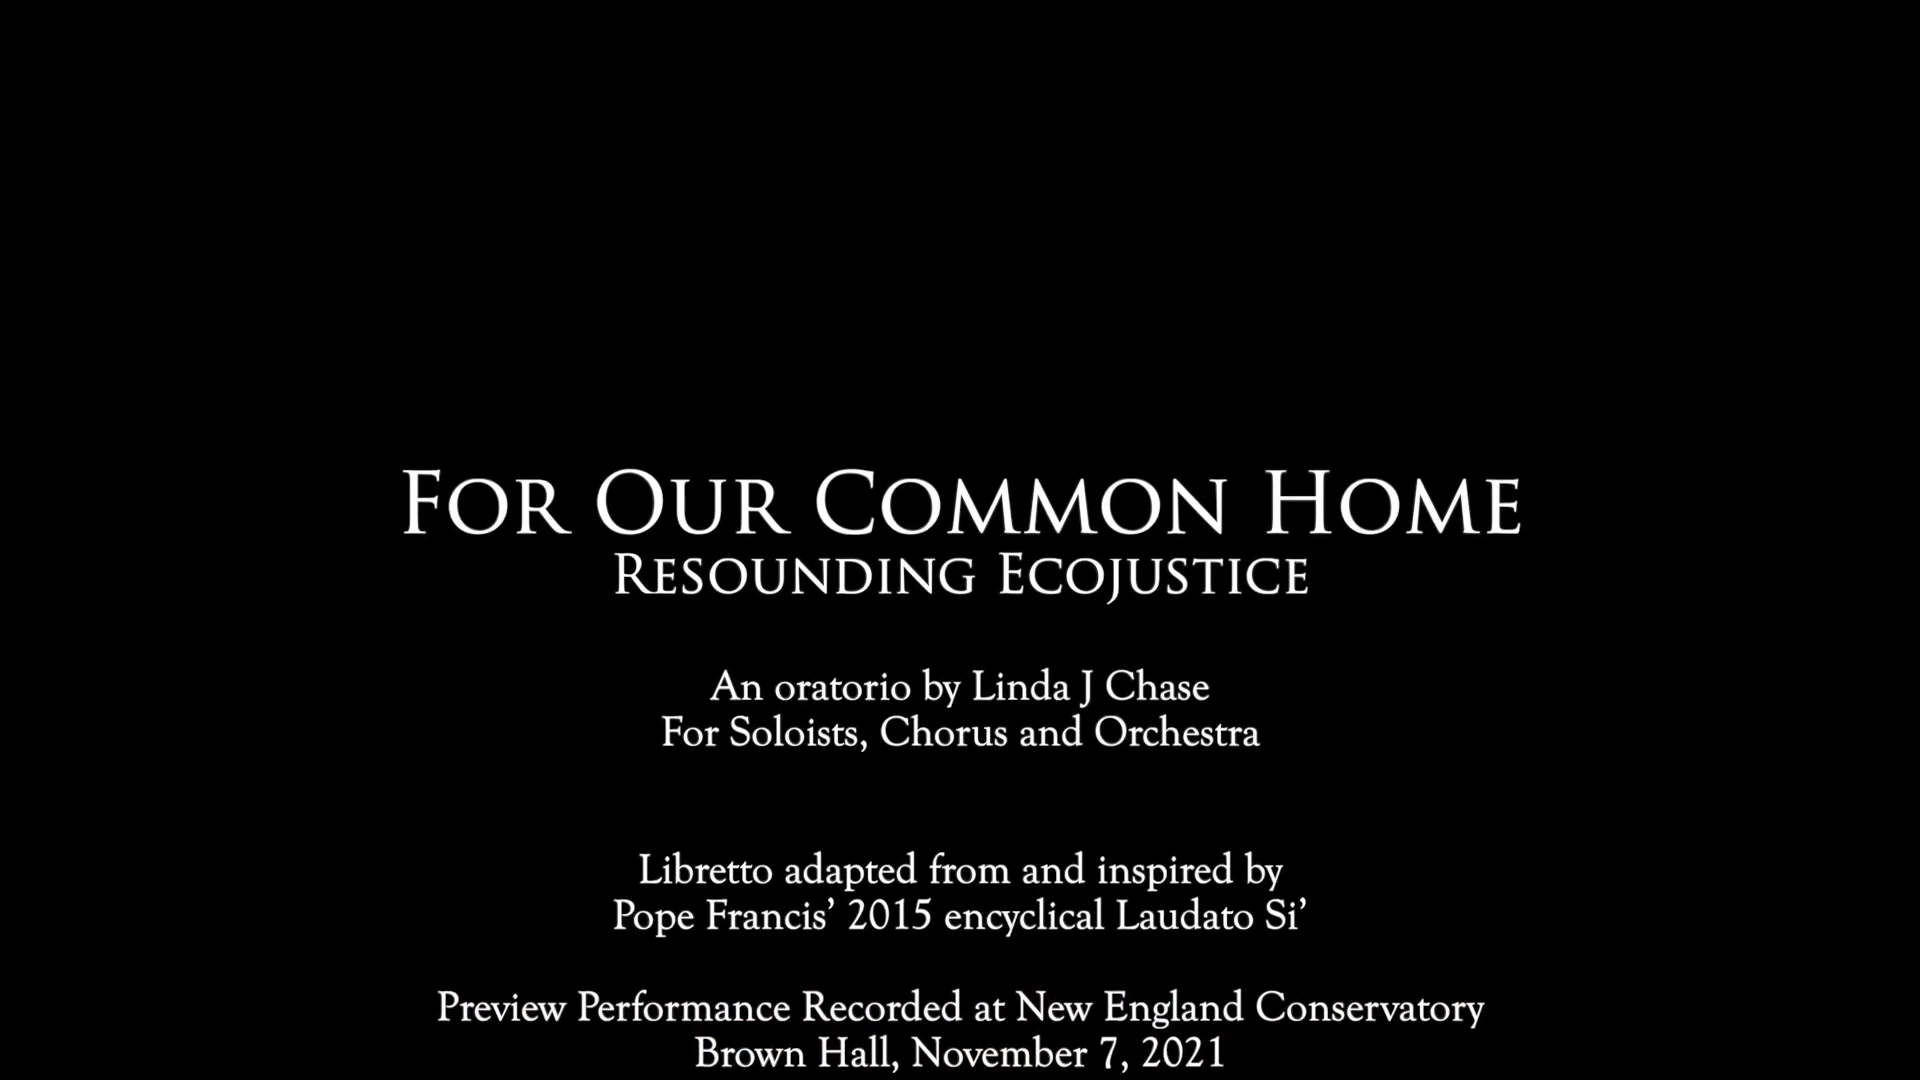 For Our Common Home
Resounding Ecojustice
An oratorio by Linda J Chase
For Soloists, Chorus and Orchestra
Libretto adapted from and inspired by
Pope Francis’ 2015 encyclical Laudato Si’
Preview Performance Recorded at New England Conservatory
Brown Hall, November 7, 2021